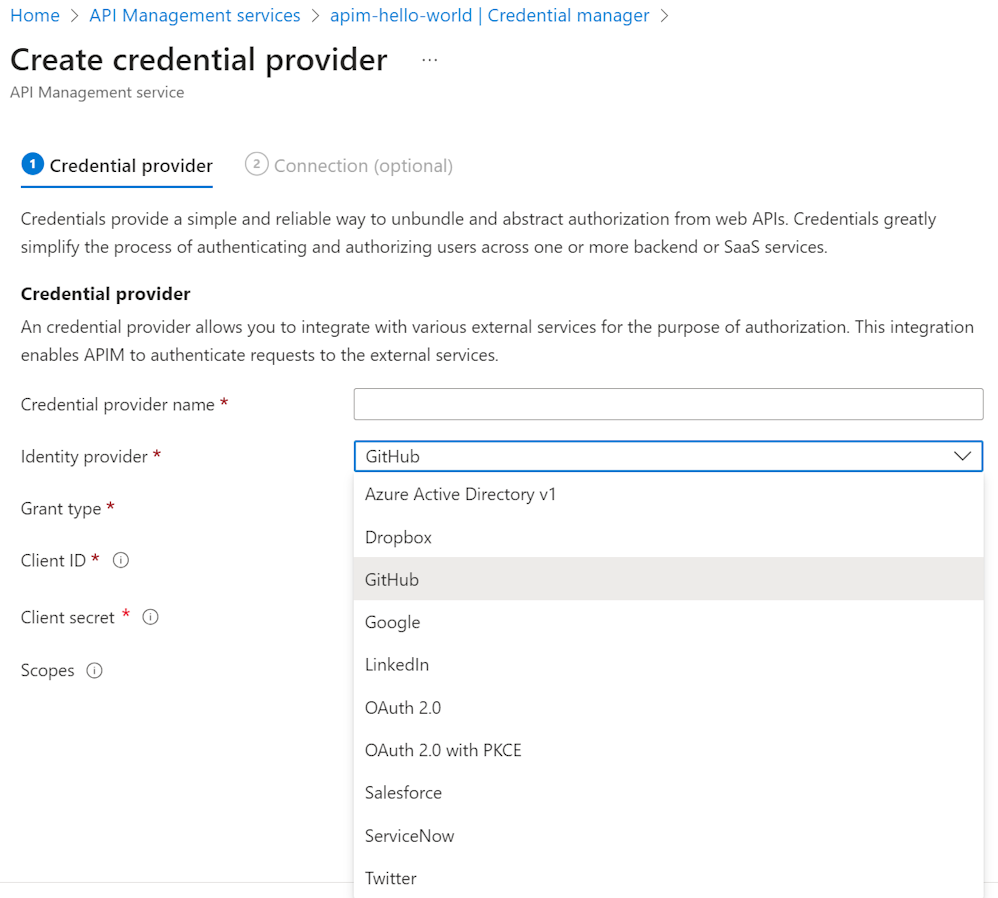 Home > API Management services > apim-hello-world | Credential manager >
Create credential provider ...
API Management service
1 Credential provider 2 Connection (optional)
Credentials provide a simple and reliable way to unbundle and abstract authorization from web APIs. Credentials greatly
simplify the process of authenticating and authorizing users across one or more backend or SaaS services.
Credential provider
An credential provider allows you to integrate with various external services for the purpose of authorization. This integration
enables APIM to authenticate requests to the external services.
Credential provider name *
Identity provider * GitHub
Grant type *
Client ID *
Client secret *
Scopes
Azure Active Directory v1
Dropbox
GitHub
Google
LinkedIn
OAuth 2.0
OAuth 2.0 with PKCE
Salesforce
ServiceNow
Twitter